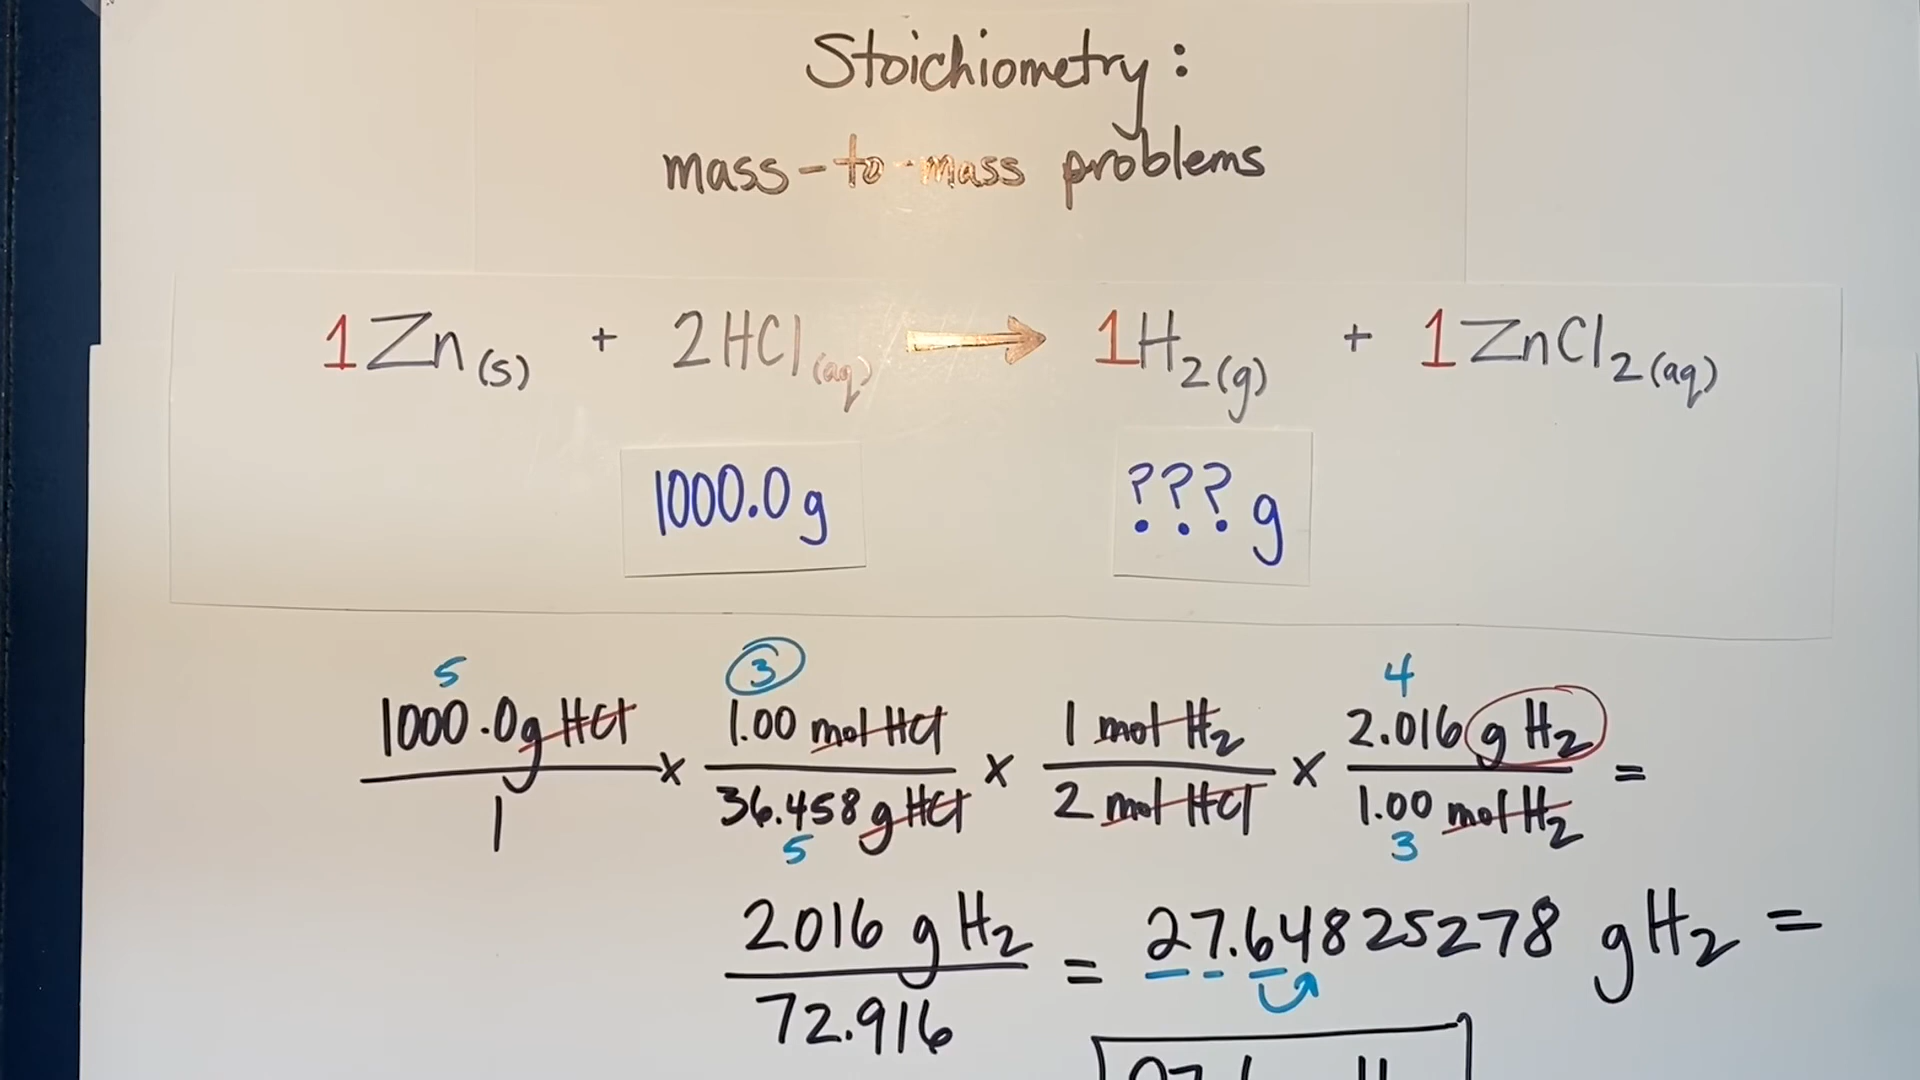 Stoichiometry:
mass-to-mass problems
1Zn(s) + 2HCl(aq) → 1H2(g) + 1ZnCl2(aq)
1000.0g ???g
5 3 4
1000.0g HCl 1.00 mol HCl 1 mol H2 2.016 g H2
x x x =
1 36.458 g HCl 2 mol HCl 1.00 mol H2
5 3
2016 g H2 = 27.64825278 g H2 =
72.916